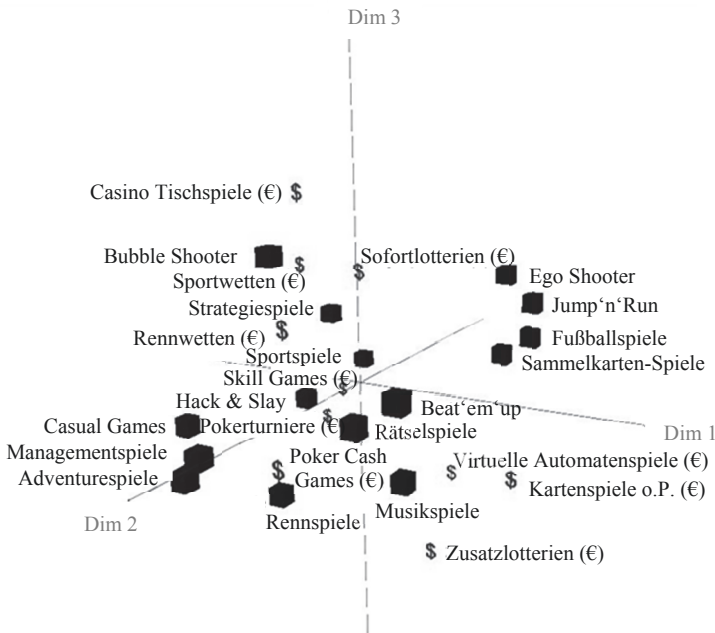 Dim 3
Casino Tischspiele (€) $
Bubble Shooter
Sofortlotterien (€)
$
$
Sportwetten (€)
Ego Shooter
Strategiespiele
Jump‘n‘Run
Rennwetten (€) $
Fußballspiele
Sportspiele
Sammelkarten-Spiele
Skill Games (€)
$
Hack & Slay
Beat‘em‘up
Casual Games
Pokerturniere (€)
$
Rätselspiele
Dim 1
Managementspiele
Poker Cash
Games (€)
$
$ Virtuelle Automatenspiele (€)
Adventurespiele
$ Kartenspiele o.P. (€)
Dim 2
Rennspiele
Musikspiele
$ Zusatzlotterien (€)